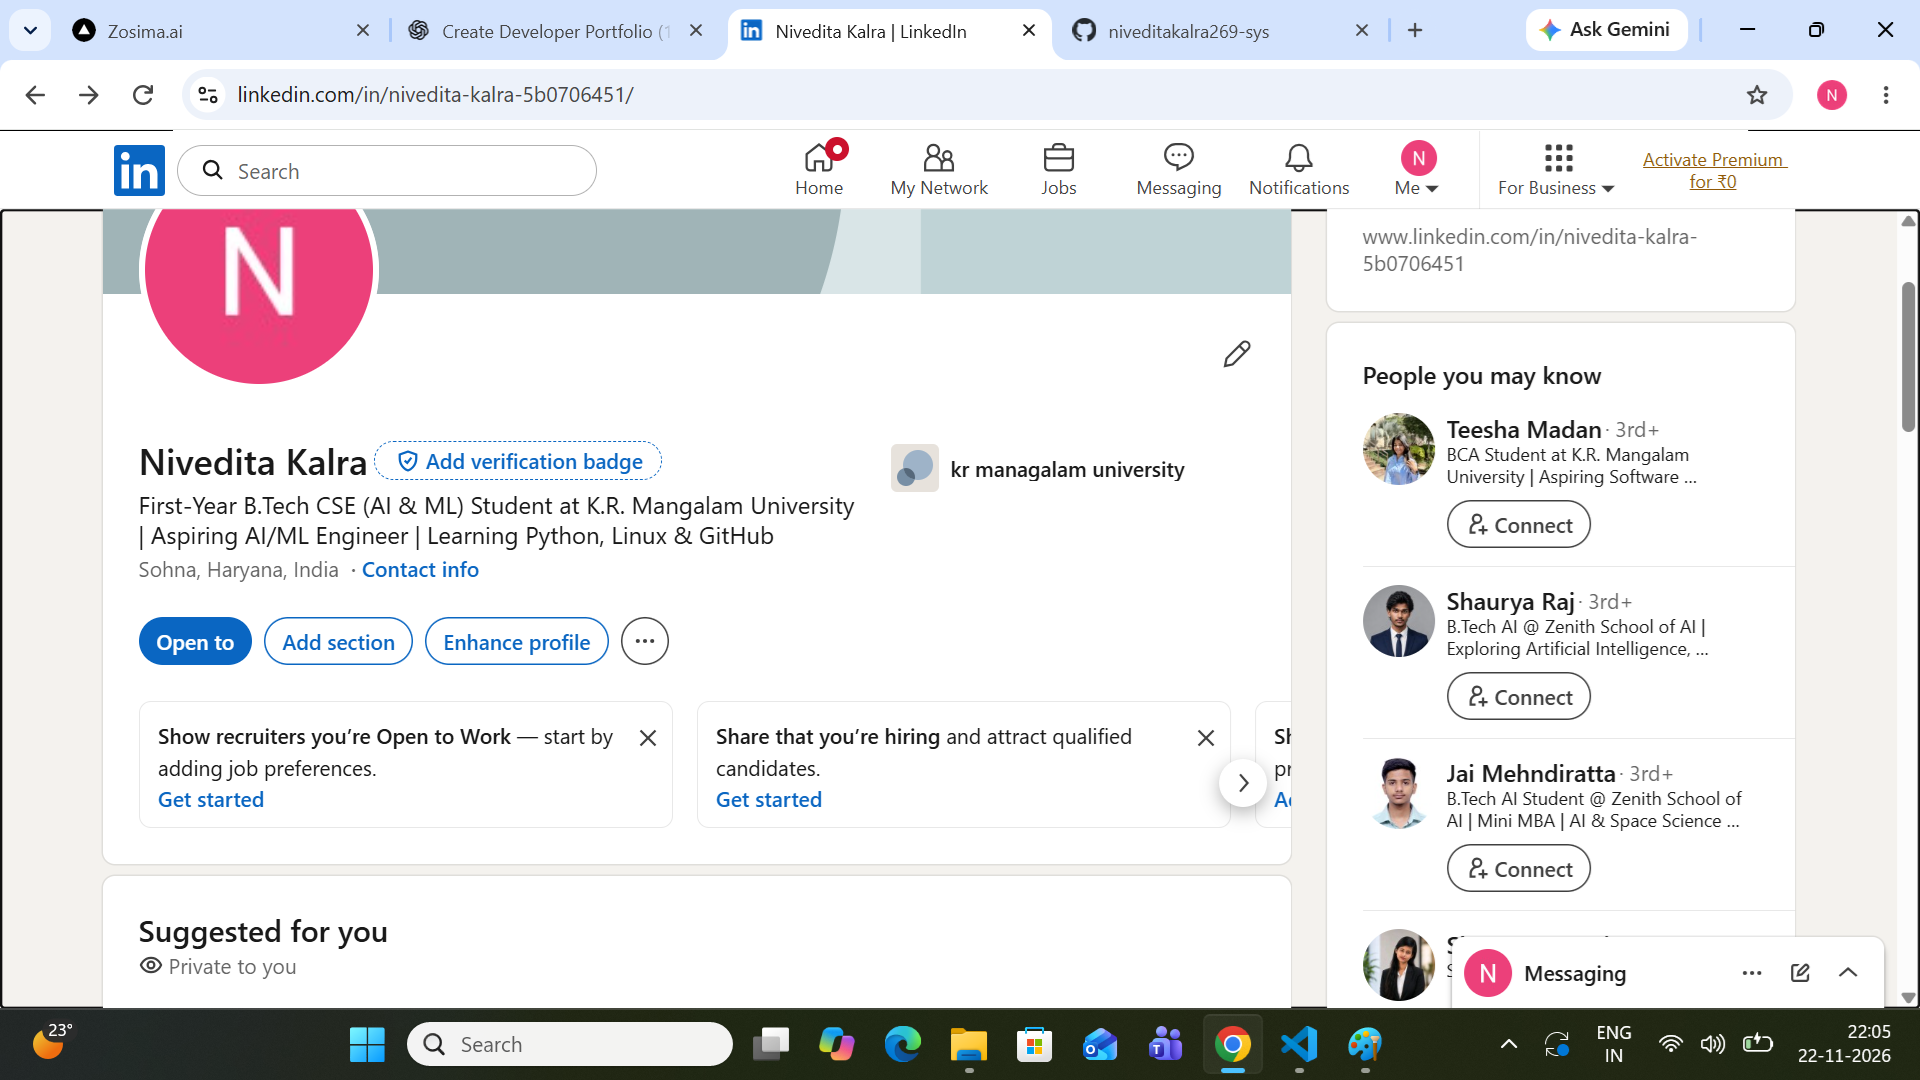 Zosima.ai
Create Developer Portfolio (1
Nivedita Kalra | LinkedIn
niveditakalra269-sys
Ask Gemini
linkedin.com/in/nivedita-kalra-5b0706451/
N
in
Search
Home
My Network
Jobs
Messaging
Notifications
N
Me
For Business
Activate Premium
for ₹0
N
www.linkedin.com/in/nivedita-kalra-
5b0706451
Nivedita Kalra
Add verification badge
kr managalam university
First-Year B.Tech CSE (AI & ML) Student at K.R. Mangalam University
| Aspiring AI/ML Engineer | Learning Python, Linux & GitHub
Sohna, Haryana, India · Contact info
Open to
Add section
Enhance profile
Show recruiters you’re Open to Work — start by
adding job preferences.
Get started
Share that you’re hiring and attract qualified
candidates.
Get started
People you may know
Teesha Madan · 3rd+
BCA Student at K.R. Mangalam
University | Aspiring Software ...
Connect
Shaurya Raj · 3rd+
B.Tech AI @ Zenith School of AI |
Exploring Artificial Intelligence, ...
Connect
Jai Mehndiratta · 3rd+
B.Tech AI Student @ Zenith School of
AI | Mini MBA | AI & Space Science ...
Connect
Suggested for you
Private to you
N
Messaging
23°
Search
ENG
IN
22:05
22-11-2026